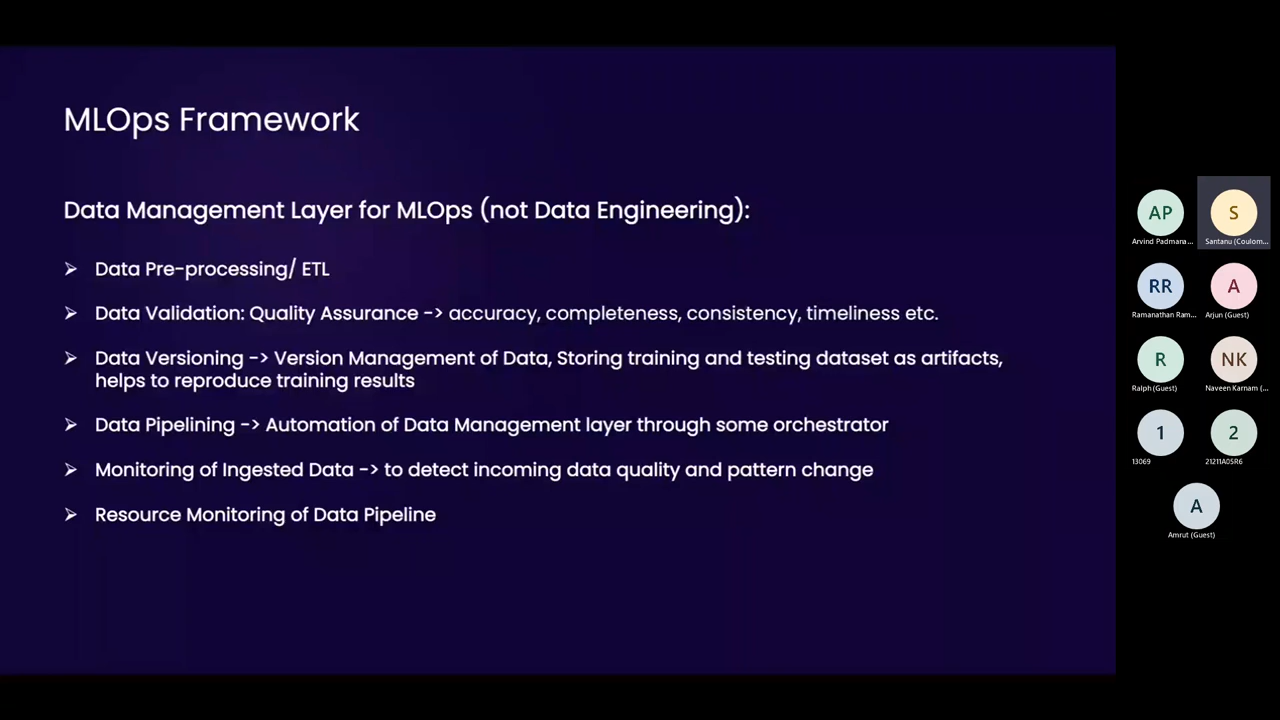 MLOps Framework
Data Management Layer for MLOps (not Data Engineering):
➢ Data Pre-processing/ ETL
➢ Data Validation: Quality Assurance -> accuracy, completeness, consistency, timeliness etc.
➢ Data Versioning -> Version Management of Data, Storing training and testing dataset as artifacts,
helps to reproduce training results
➢ Data Pipelining -> Automation of Data Management layer through some orchestrator
➢ Monitoring of Ingested Data -> to detect incoming data quality and pattern change
➢ Resource Monitoring of Data Pipeline
AP
Arvind Padmana...
S
Santanu (Coulom...
RR
Ramanathan Ram...
A
Arjun (Guest)
R
Ralph (Guest)
NK
Naveen Karnam (...
1
13069
2
21211A05R6
A
Amrut (Guest)